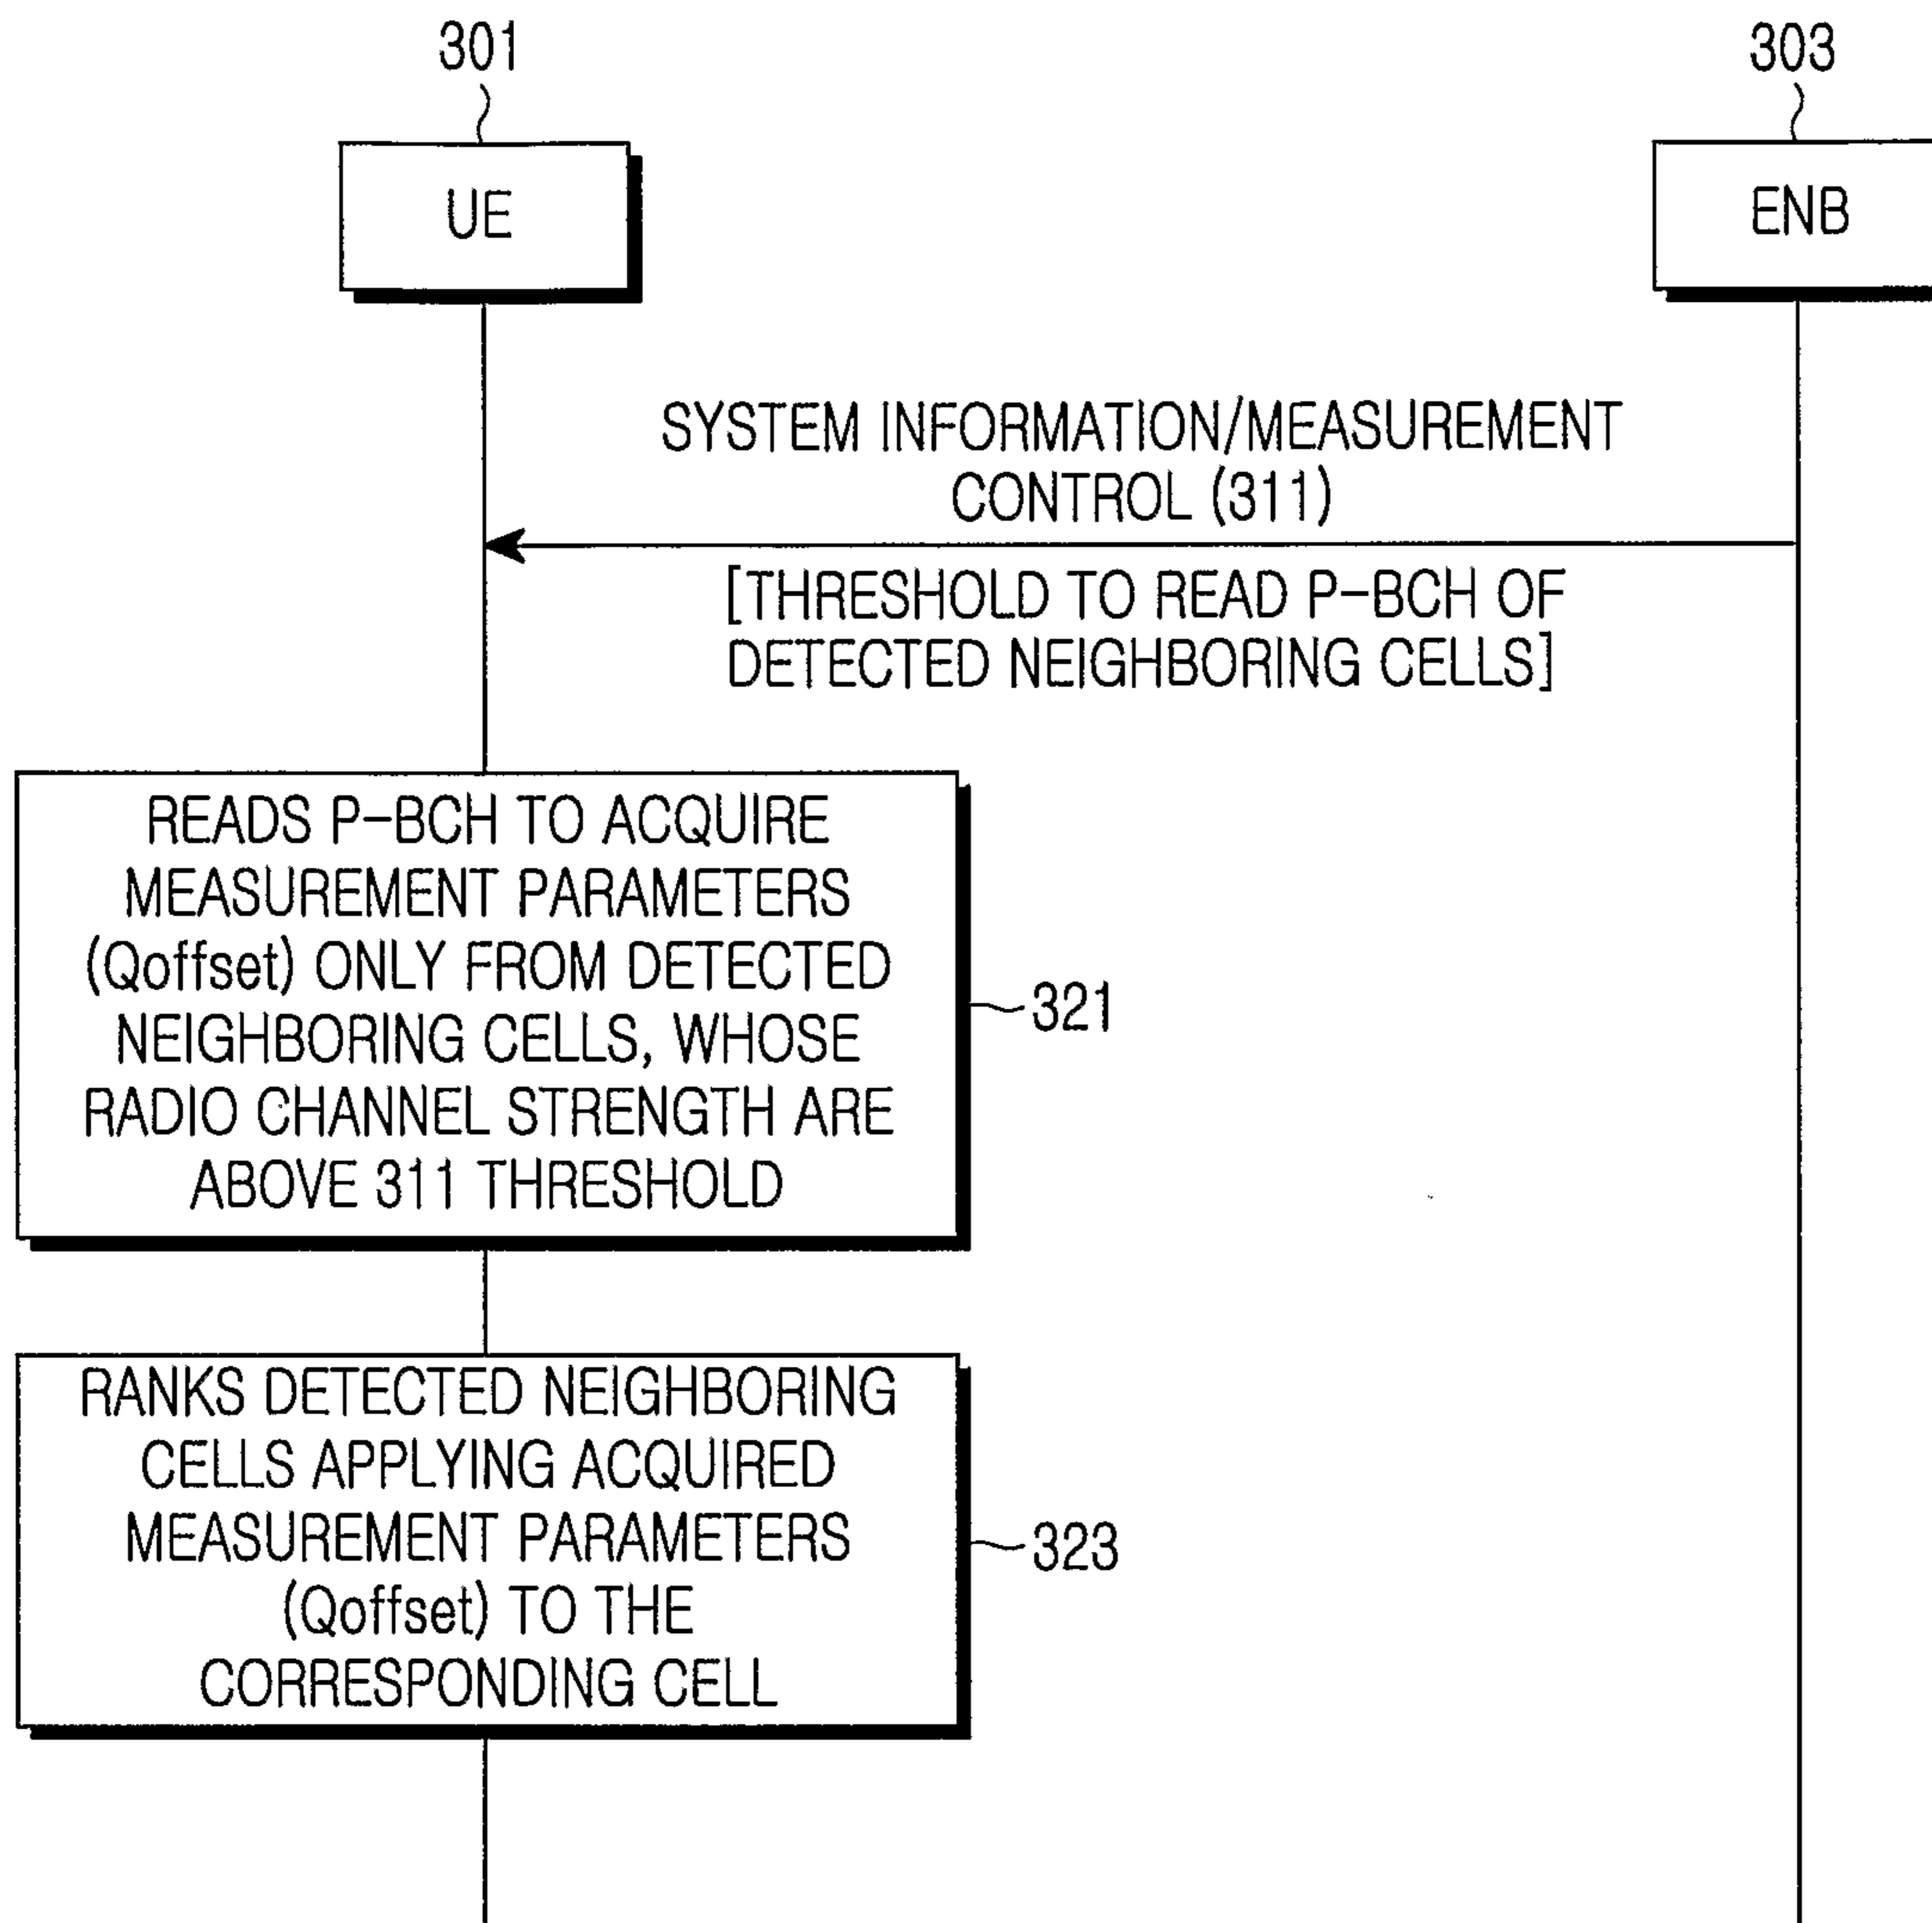 301
303
UE
ENB
SYSTEM INFORMATION/MEASUREMENT
CONTROL (311)
[THRESHOLD TO READ P-BCH OF
DETECTED NEIGHBORING CELLS]
READS P-BCH TO ACQUIRE
MEASUREMENT PARAMETERS
(Qoffset) ONLY FROM DETECTED
NEIGHBORING CELLS, WHOSE
RADIO CHANNEL STRENGTH ARE
ABOVE 311 THRESHOLD
321
RANKS DETECTED NEIGHBORING
CELLS APPLYING ACQUIRED
MEASUREMENT PARAMETERS
(Qoffset) TO THE
CORRESPONDING CELL
323